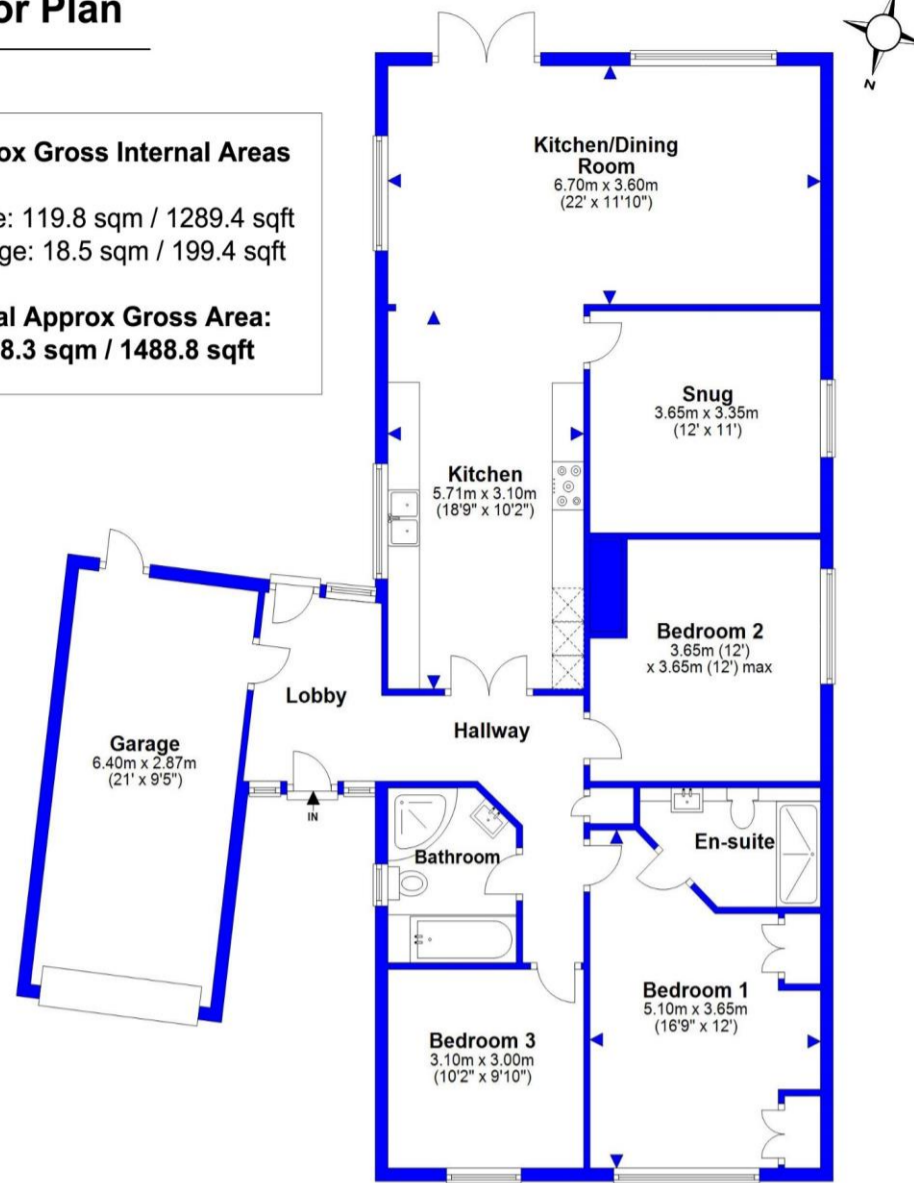 or Plan
N
ox Gross Internal Areas
e: 119.8 sqm / 1289.4 sqft
ge: 18.5 sqm / 199.4 sqft
al Approx Gross Area:
8.3 sqm / 1488.8 sqft
Kitchen/Dining
Room
6.70m x 3.60m
(22' x 11'10")
Snug
3.65m x 3.35m
(12' x 11')
Kitchen
5.71m x 3.10m
(18'9" x 10'2")
Bedroom 2
3.65m (12')
x 3.65m (12') max
Lobby
Hallway
Garage
6.40m x 2.87m
(21' x 9'5")
IN
En-suite
Bathroom
Bedroom 1
5.10m x 3.65m
(16'9" x 12')
Bedroom 3
3.10m x 3.00m
(10'2" x 9'10")